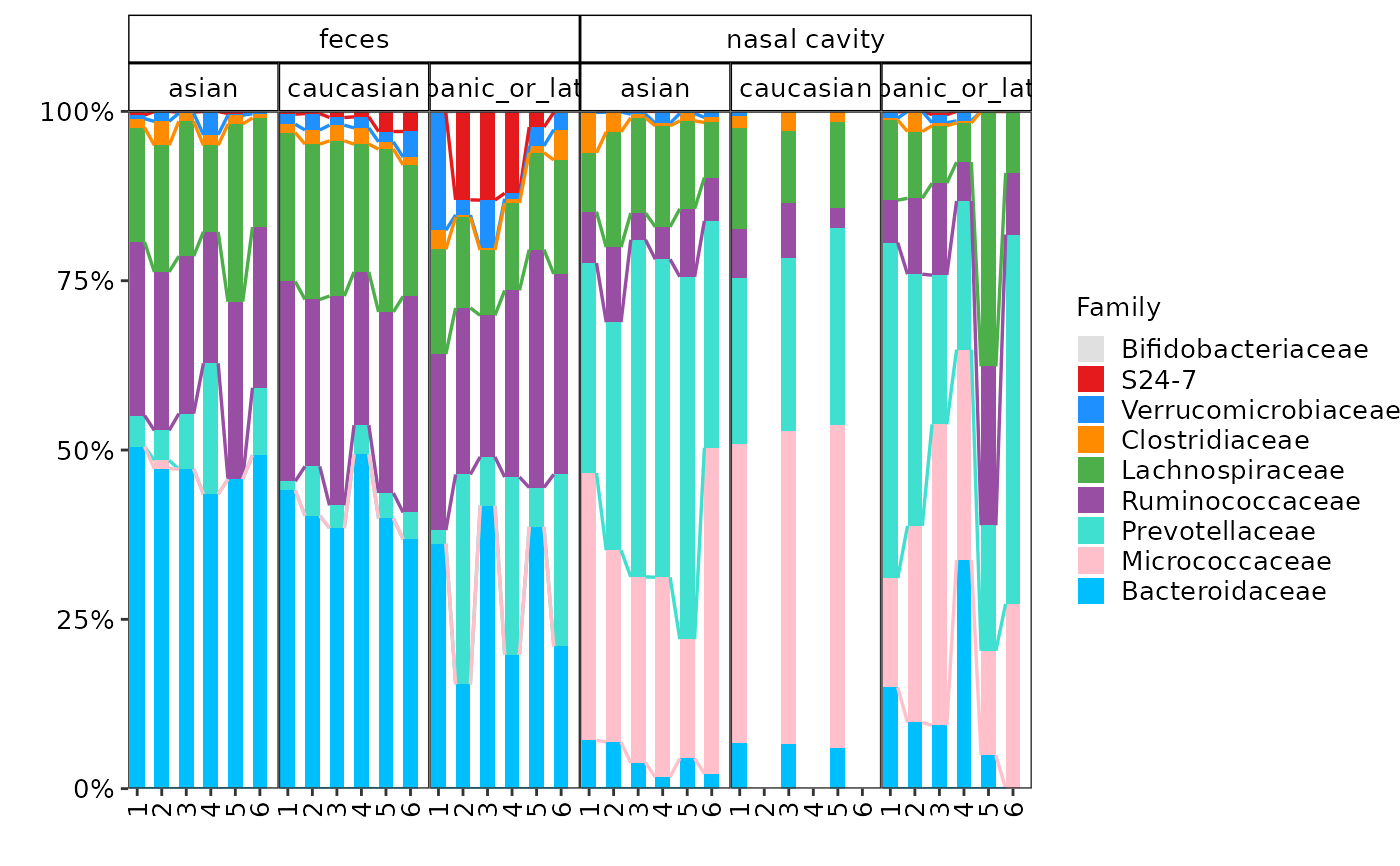 feces nasal cavity
asian caucasian panic_or_lat asian caucasian panic_or_lat
100%
75%
50%
25%
0%
1 2 3 4 5 6 1 2 3 4 5 6 1 2 3 4 5 6 1 2 3 4 5 6 1 2 3 4 5 6 1 2 3 4 5 6
Family
Bifidobacteriaceae
S24-7
Verrucomicrobiaceae
Clostridiaceae
Lachnospiraceae
Ruminococcaceae
Prevotellaceae
Micrococcaceae
Bacteroidaceae